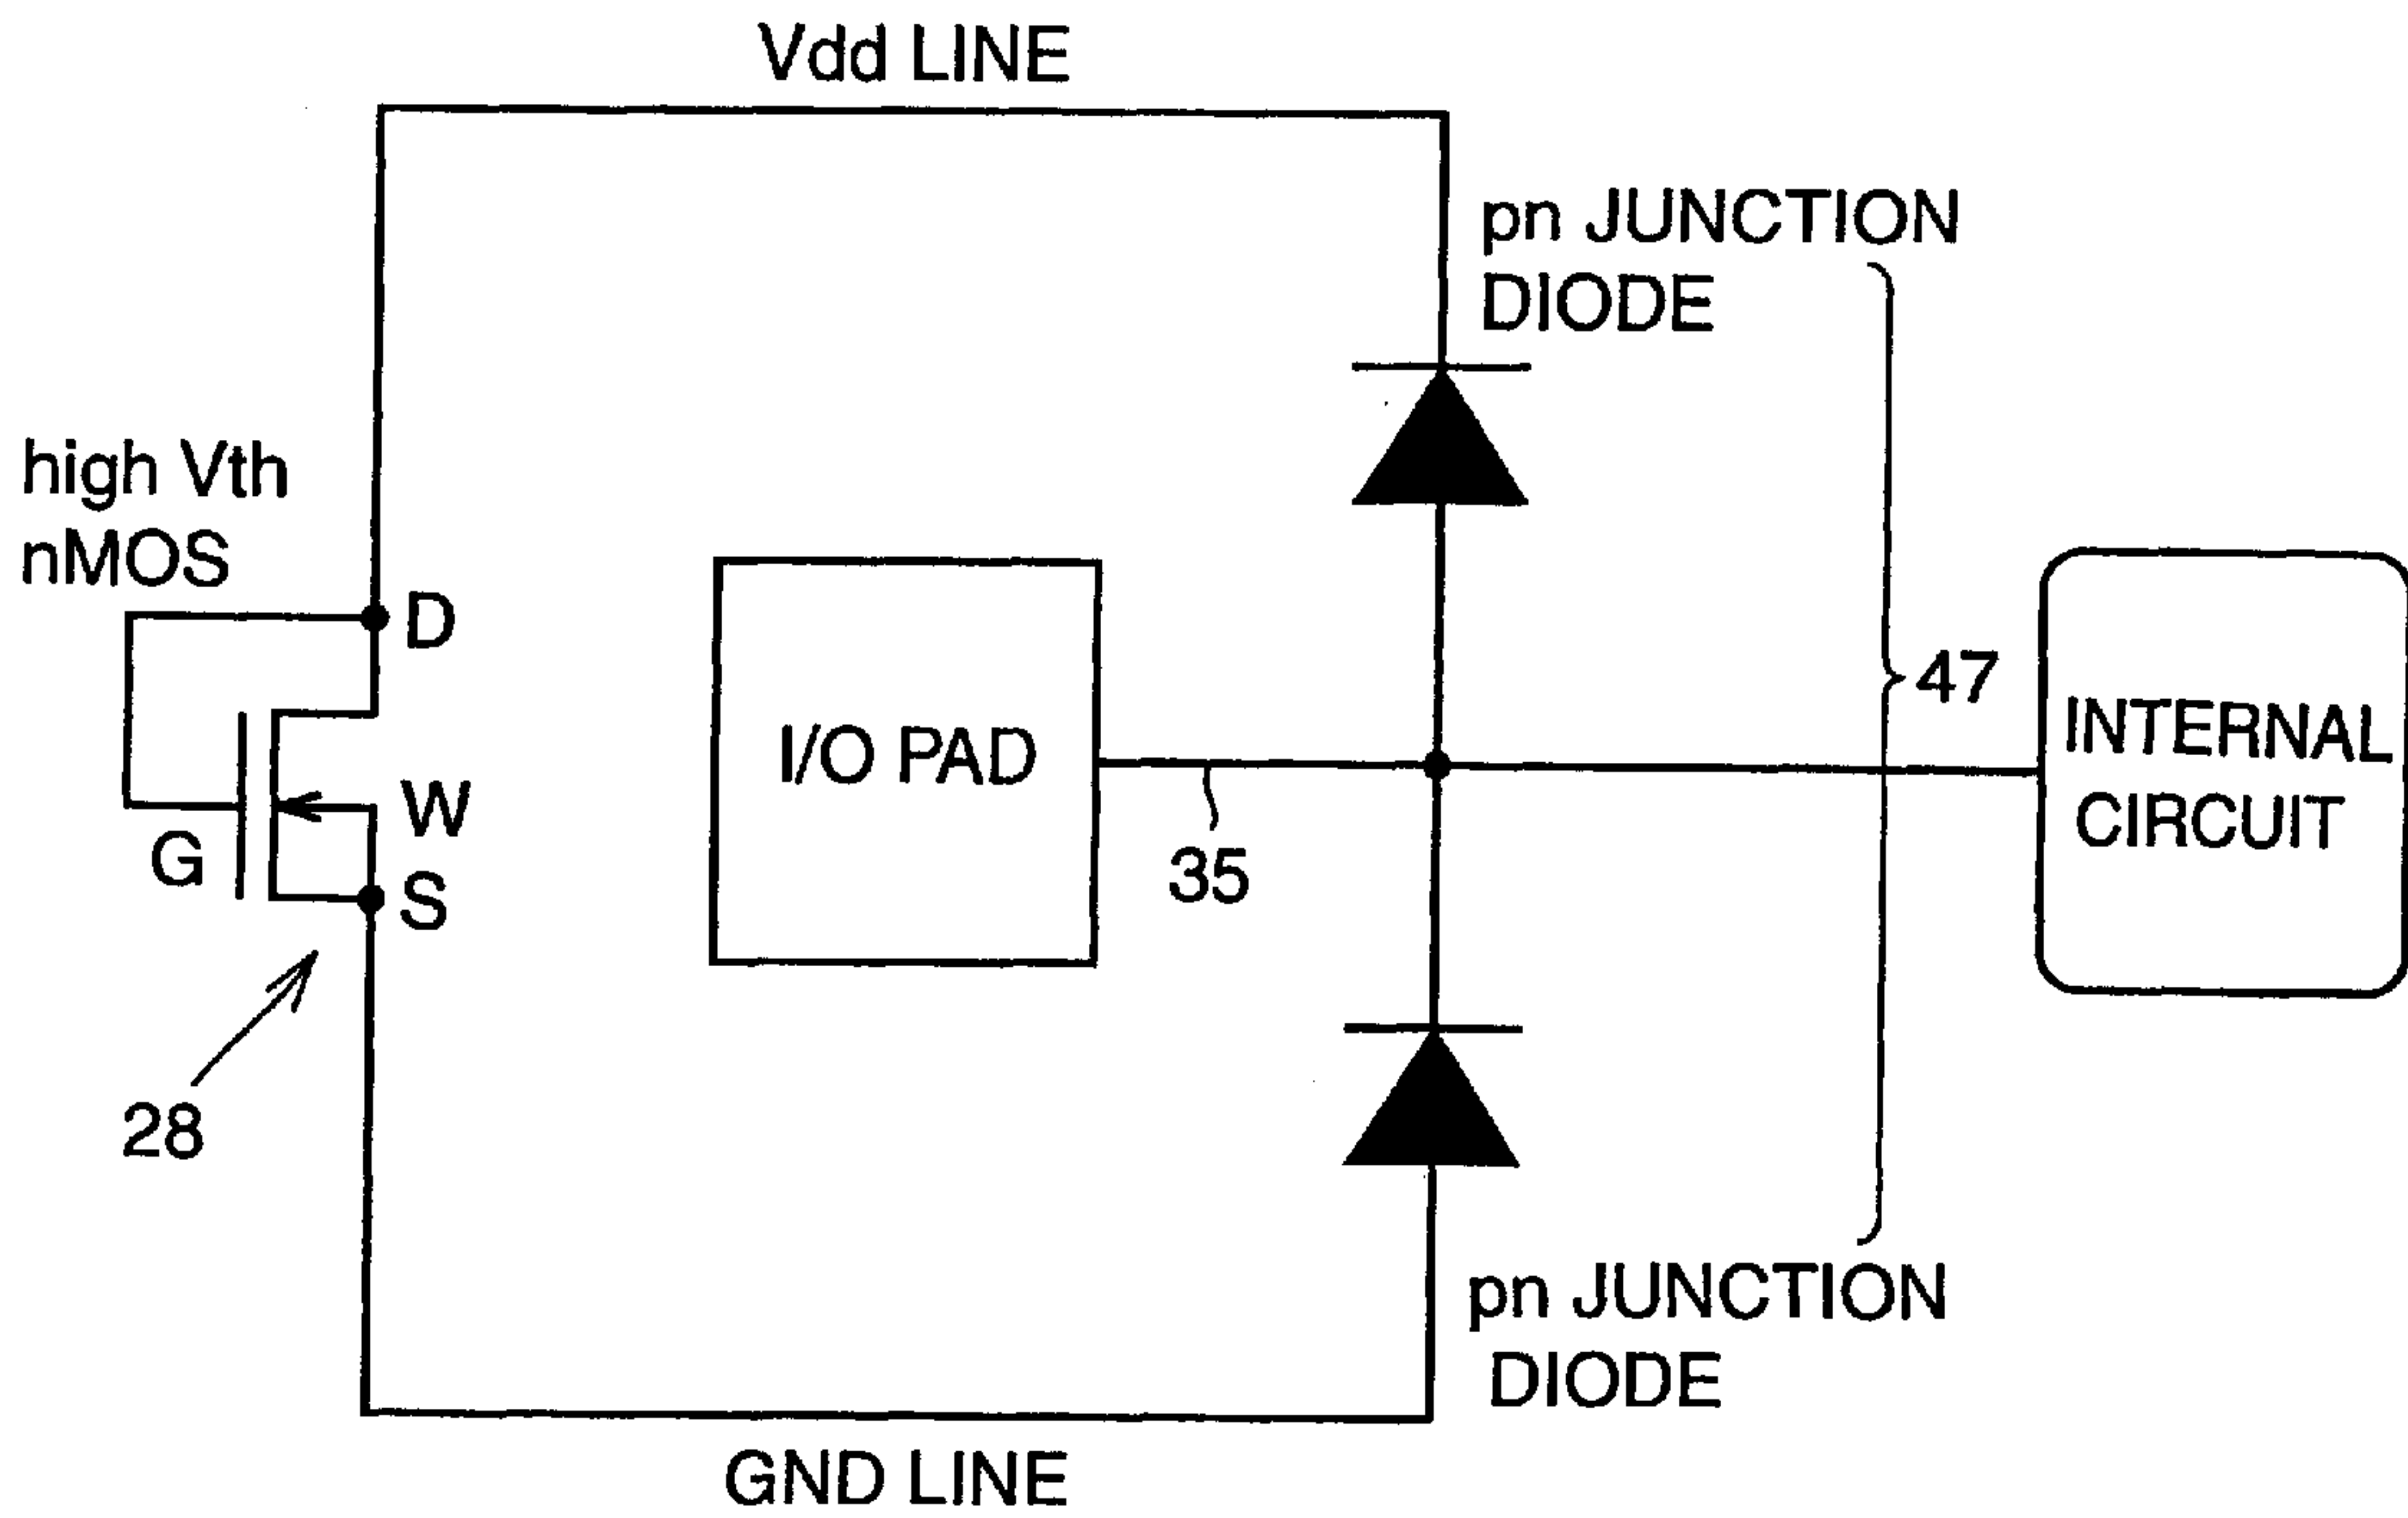 Vdd LINE
pn JUNCTION
DIODE
high Vth
nMOS
D
I/O PAD
47
INTERNAL
CIRCUIT
W
G
S
35
28
pn JUNCTION
DIODE
GND LINE